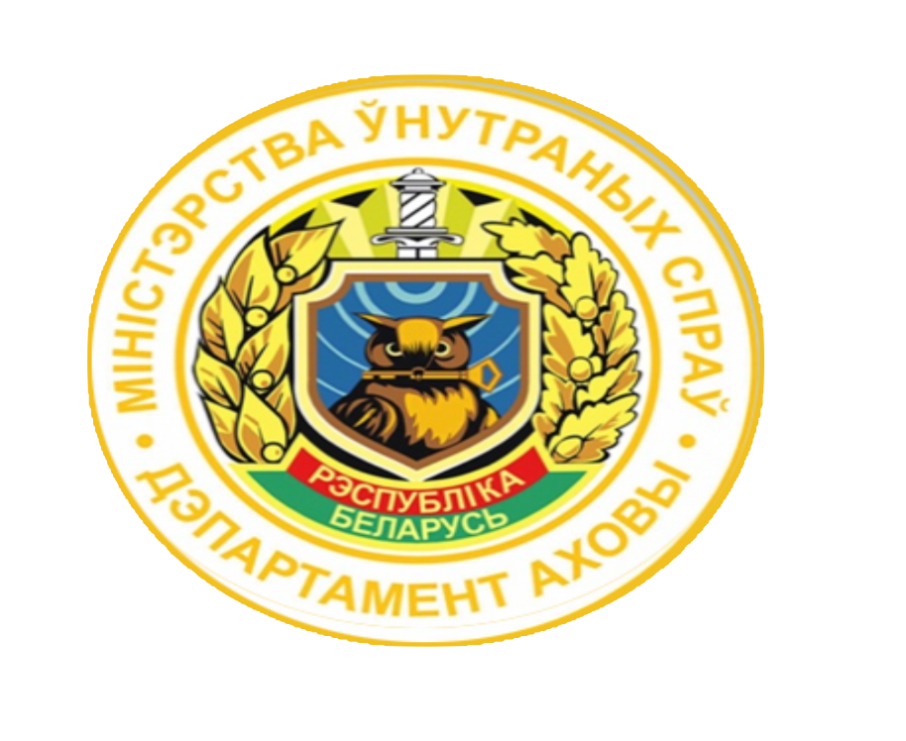 МІНІСТЭРСТВА ЎНУТРАНЫХ СПРАЎ
РЭСПУБЛІКА
БЕЛАРУСЬ
• ДЭПАРТАМЕНТ АХОВЫ •